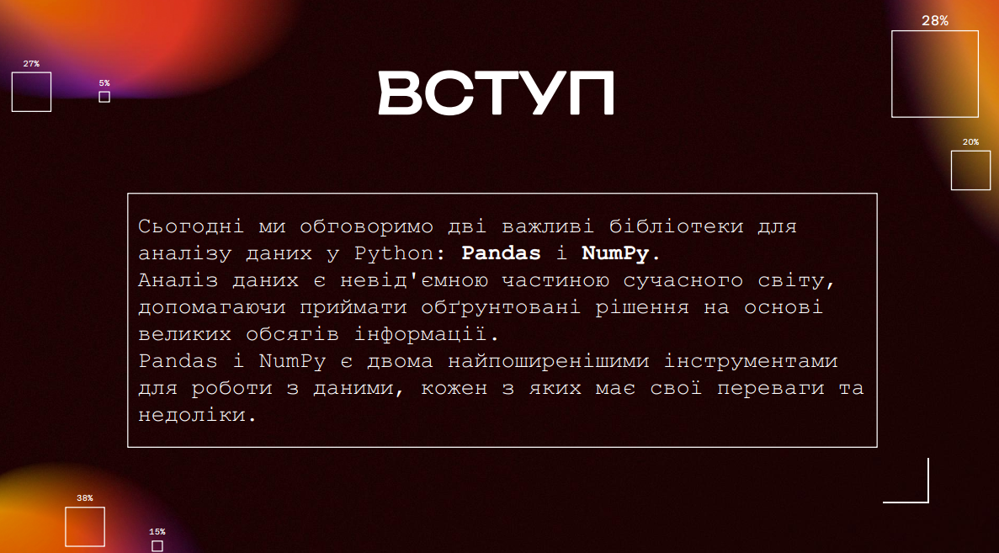 28%
27%
5%
ВСТУП
20%
Сьогодні ми обговоримо дві важливі бібліотеки для
аналізу даних у Python: Pandas і NumPy.
Аналіз даних є невід'ємною частиною сучасного світу,
допомагаючи приймати обґрунтовані рішення на основі
великих обсягів інформації.
Pandas і NumPy є двома найпоширенішими інструментами
для роботи з даними, кожен з яких має свої переваги та
недоліки.
38%
15%